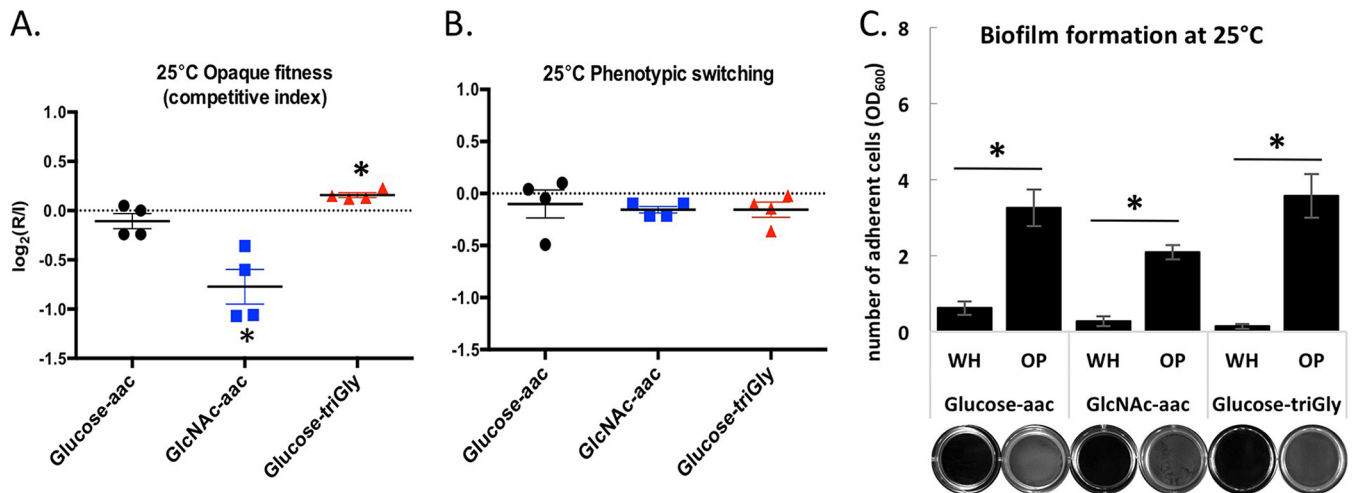 A.
25°C Opaque fitness
(competitive index)
log2(R/I)
1.0
0.5
0.0
-0.5
-1.0
-1.5
*
*
Glucose-aac
GlcNAc-aac
Glucose-triGly
B.
25°C Phenotypic switching
1.0
0.5
0.0
-0.5
-1.0
-1.5
Glucose-aac
GlcNAc-aac
Glucose-triGly
C.
Biofilm formation at 25°C
number of adherent cells (OD600)
8
6
4
2
0
*
*
*
WH OP WH OP WH OP
Glucose-aac GlcNAc-aac Glucose-triGly